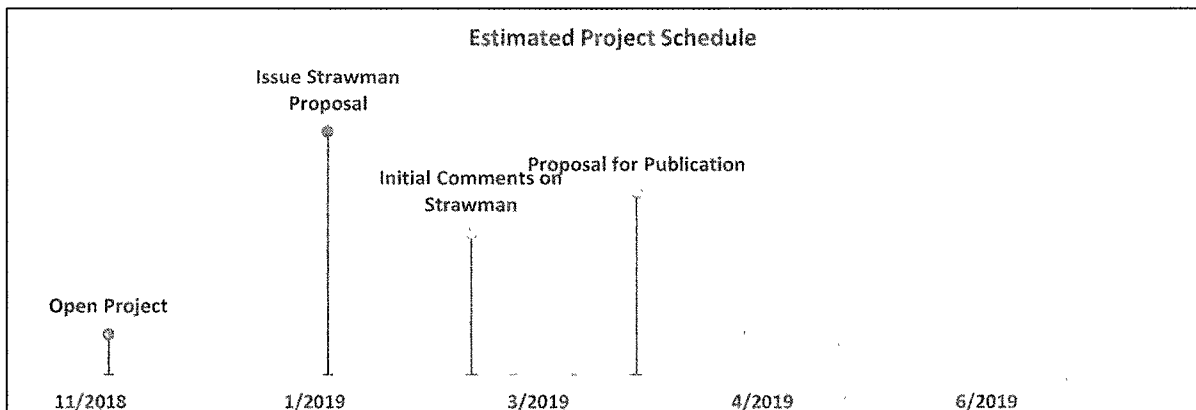 Estimated Project Schedule
Issue Strawman
Proposal
Proposal for Publication
Initial Comments on
Strawman
Open Project
11/2018
1/2019
3/2019
4/2019
6/2019